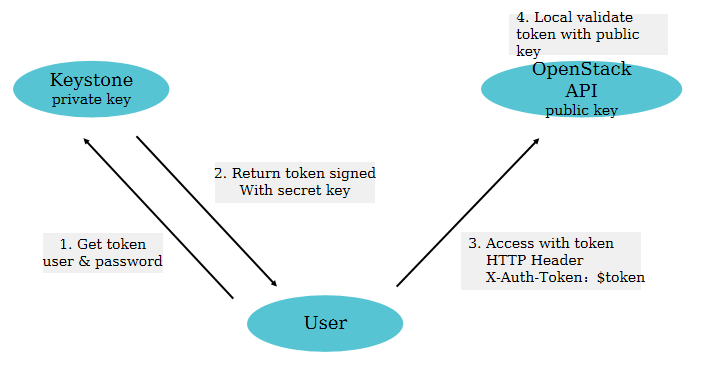 4. Local validate
token with public
key
Keystone
private key
OpenStack
API
public key
2. Return token signed
With secret key
1. Get token
user & password
3. Access with token
HTTP Header
X-Auth-Token：$token
User